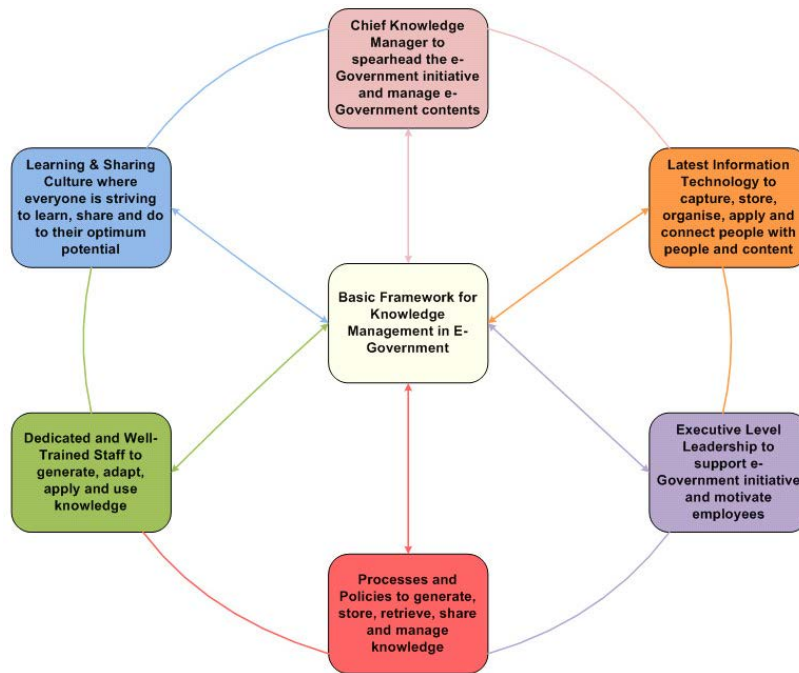 Chief Knowledge
Manager to
spearhead the e-
Government initiative
and manage e-
Government contents
Learning & Sharing
Culture where
everyone is striving
to learn, share and do
to their optimum
potential
Latest Information
Technology to
capture, store,
organise, apply and
connect people with
people and content
Basic Framework for
Knowledge
Management in E-
Government
Dedicated and Well-
Trained Staff to
generate, adapt,
apply and use
knowledge
Executive Level
Leadership to
support e-
Government initiative
and motivate
employees
Processes and
Policies to generate,
store, retrieve, share
and manage
knowledge